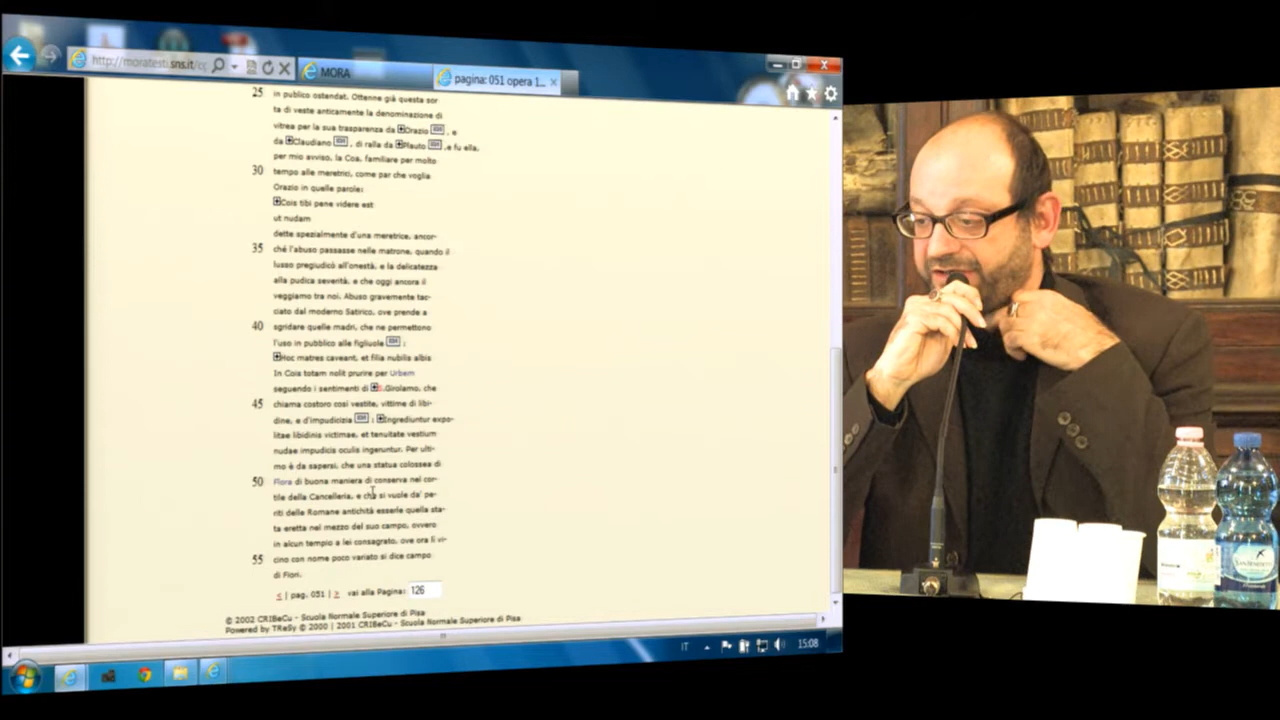 http://moratesti.sns.it/co
MORA
pagina: 051 opera 1...
25 in publico ostendat. Ottenne già questa sor
ta di veste anticamente la denominazione di
vitrea per la sua trasparenza da Orazio , e
da Claudiano , di ralla da Plauto ,e fu ella,
per mio avviso, la Coa, familiare per molto
30 tempo alle meretrici, come par che voglia
Orazio in quelle parole:
Cois tibi pene videre est
ut nudam
dette spezialmente d'una meretrice, ancor-
35 ché l'abuso passasse nelle matrone, quando il
lusso pregiudicò all'onestà, e la delicatezza
alla pudica severità, e che oggi ancora il
veggiamo tra noi. Abuso gravemente tac-
ciato dal moderno Satirico, ove prende a
40 sgridare quelle madri, che ne permettono
l'uso in pubblico alle figliuole :
Hoc matres caveant, et filia nubilis albis
In Cois totam nolit prurire per Urbem
seguendo i sentimenti di S.Girolamo, che
45 chiama costoro così vestite, vittime di libi-
dine, e d'impudicizia : Ingrediuntur expo-
litae libidinis victimae, et tenuitate vestium
nudae impudicis oculis ingeruntur. Per ulti-
mo è da sapersi, che una statua colossea di
50 Flora di buona maniera di conserva nel cor-
tile della Cancelleria, e che si vuole da' pe-
riti delle Romane antichità esserle quella sta-
ta eretta nel mezzo del suo campo, ovvero
in alcun tempio a lei consagrato, ove ora lì vi-
55 cino con nome poco variato si dice campo
di Fiori.
< | pag. 051 | > vai alla Pagina: 126
© 2002 CRIBeCu - Scuola Normale Superiore di Pisa
Powered by TReSy © 2000 | 2001 CRIBeCu - Scuola Normale Superiore di Pisa
IT
15:08
SAN BENEDETTO